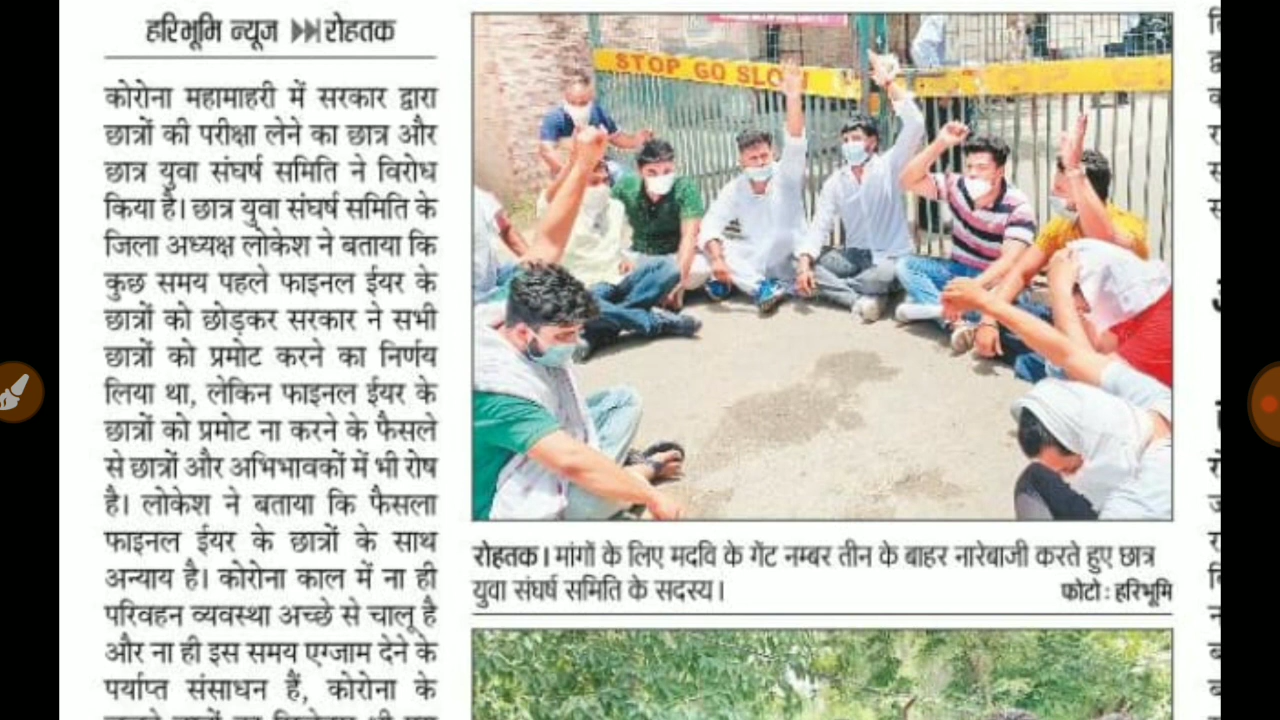 हरिभूमि न्यूज ▶▶ रोहतक
कोरोना महामाहरी में सरकार द्वारा
छात्रों की परीक्षा लेने का छात्र और
छात्र युवा संघर्ष समिति ने विरोध
किया है। छात्र युवा संघर्ष समिति के
जिला अध्यक्ष लोकेश ने बताया कि
कुछ समय पहले फाइनल ईयर के
छात्रों को छोड़कर सरकार ने सभी
छात्रों को प्रमोट करने का निर्णय
लिया था, लेकिन फाइनल ईयर के
छात्रों को प्रमोट ना करने के फैसले
से छात्रों और अभिभावकों में भी रोष
है। लोकेश ने बताया कि फैसला
फाइनल ईयर के छात्रों के साथ
अन्याय है। कोरोना काल में ना ही
परिवहन व्यवस्था अच्छे से चालू है
और ना ही इस समय एग्जाम देने के
पर्याप्त संसाधन हैं, कोरोना के
STOP GO SLOW
रोहतक। मांगों के लिए मदवि के गेंट नम्बर तीन के बाहर नारेबाजी करते हुए छात्र
युवा संघर्ष समिति के सदस्य।
फोटो : हरिभूमि